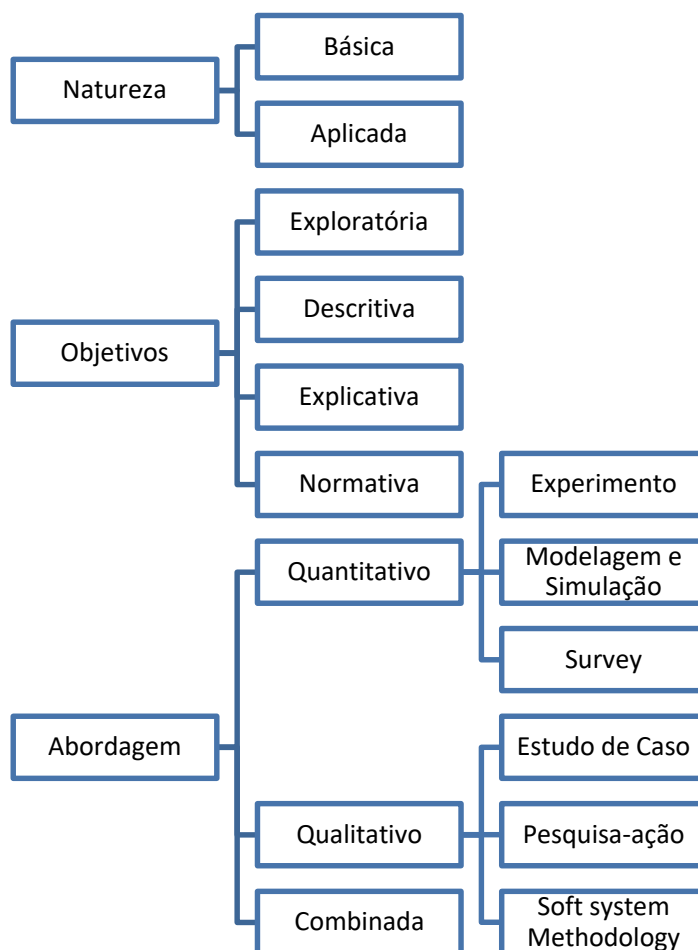 Natureza
Básica
Aplicada
Objetivos
Exploratória
Descritiva
Explicativa
Normativa
Abordagem
Quantitativo
Experimento
Modelagem e
Simulação
Survey
Qualitativo
Estudo de Caso
Pesquisa-ação
Soft system
Methodology
Combinada